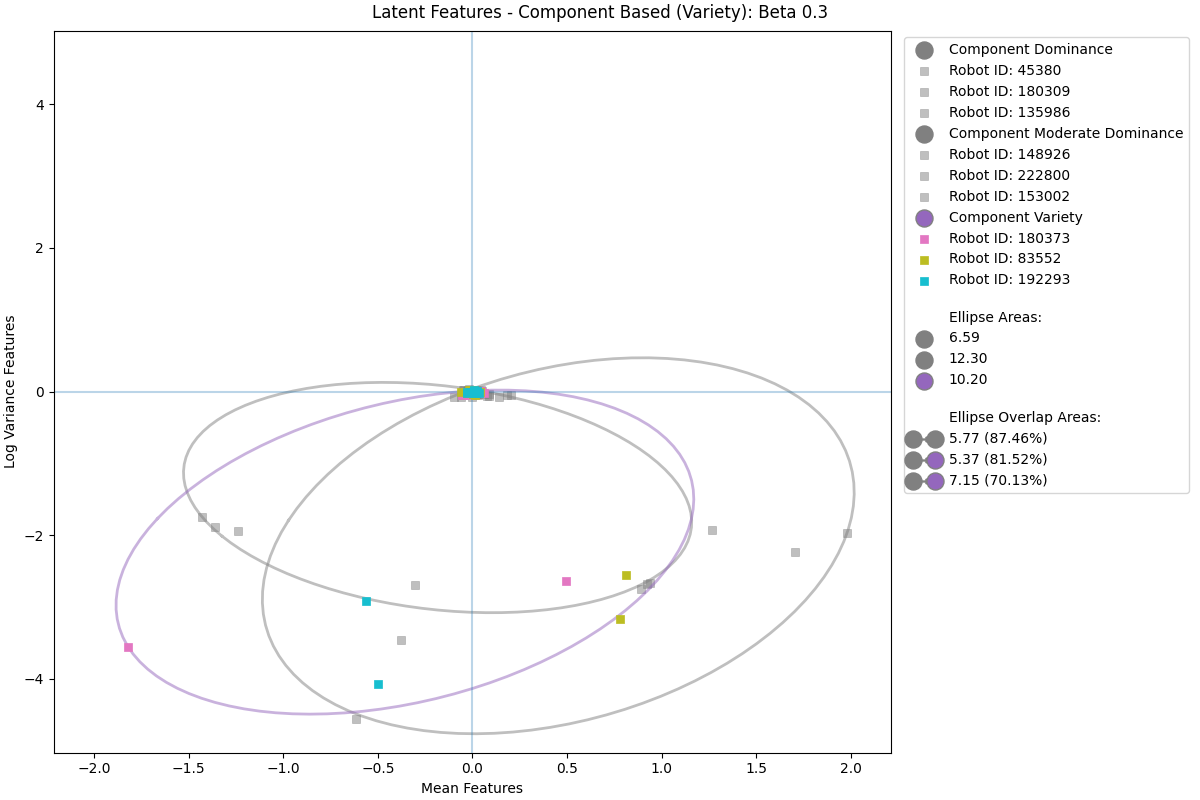 Latent Features - Component Based (Variety): Beta 0.3
Log Variance Features
4
2
0
−2
−4
−2.0
−1.5
−1.0
−0.5
0.0
0.5
1.0
1.5
2.0
Mean Features
Component Dominance
Robot ID: 45380
Robot ID: 180309
Robot ID: 135986
Component Moderate Dominance
Robot ID: 148926
Robot ID: 222800
Robot ID: 153002
Component Variety
Robot ID: 180373
Robot ID: 83552
Robot ID: 192293
Ellipse Areas:
6.59
12.30
10.20
Ellipse Overlap Areas:
5.77 (87.46%)
5.37 (81.52%)
7.15 (70.13%)